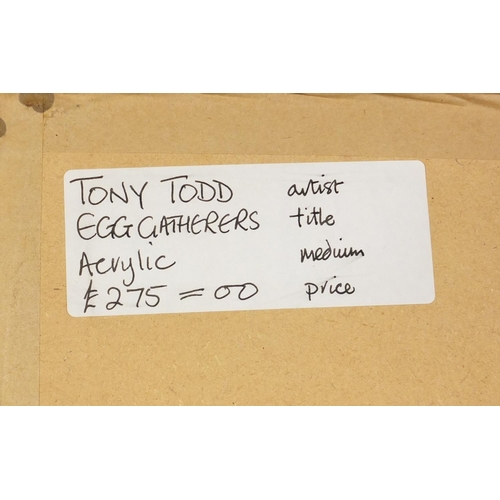 TONY TODD artist
EGG GATHERERS title
Acrylic medium
£275=00 price